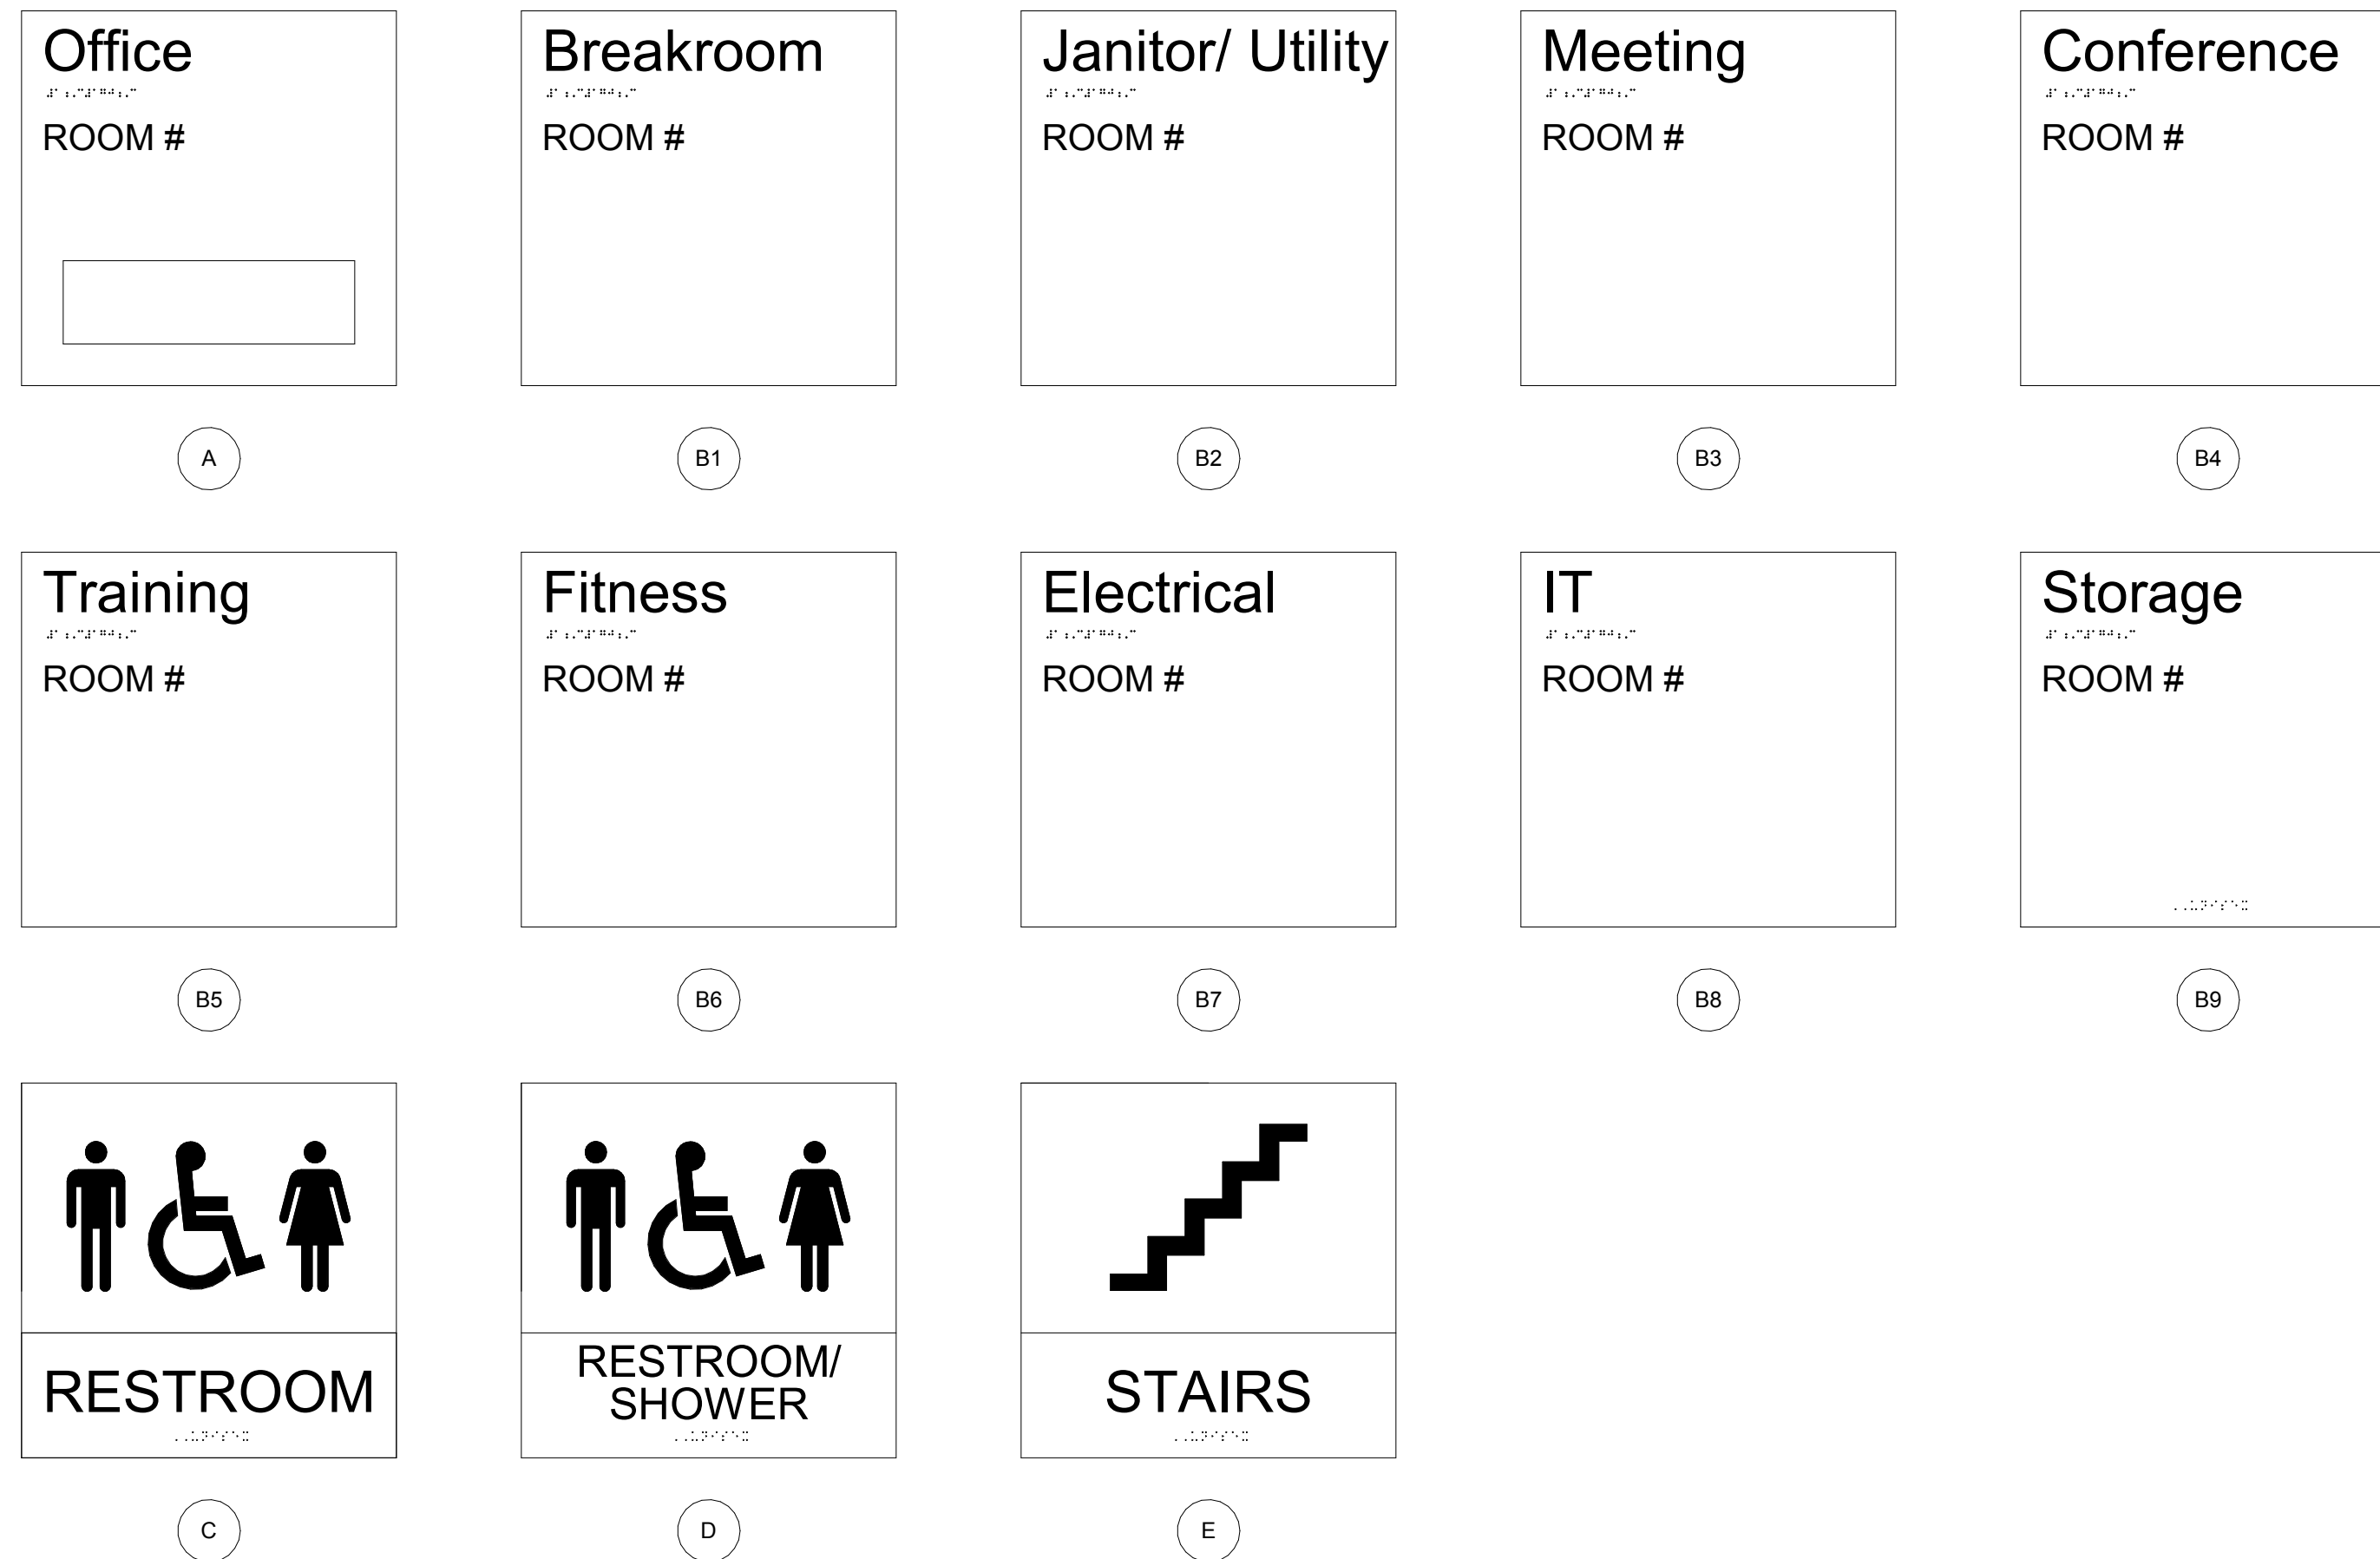 Office
ROOM #
A
Breakroom
ROOM #
B1
Janitor/ Utility
ROOM #
B2
Meeting
ROOM #
B3
Conference
ROOM #
B4
Training
ROOM #
B5
Fitness
ROOM #
B6
Electrical
ROOM #
B7
IT
ROOM #
B8
Storage
ROOM #
B9
RESTROOM
C
RESTROOM/
SHOWER
D
STAIRS
E